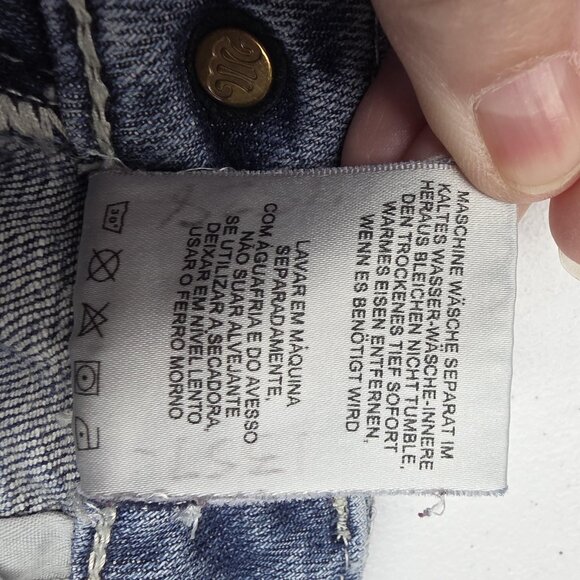 MASCHINE WÄSCHE SEPARAT IM
KALTES WASSER-WÄSCHE-INNERE
HERAUS BLEICHEN NICHT TUMBLE,
DEN TROCKENES TIEF SOFORT
WARMES EISEN ENTFERNEN,
WENN ES BENÖTIGT WIRD
LAVAR EM MÁQUINA
SEPARADAMENTE,
COM ÁGUAFRIA E DO AVESSO
NÃO SUAR ALVEJANTE
SE UTILIZAR A SECADORA,
DEIXAR EM NIVEL LENTO
USAR O FERRO MORNO
30°